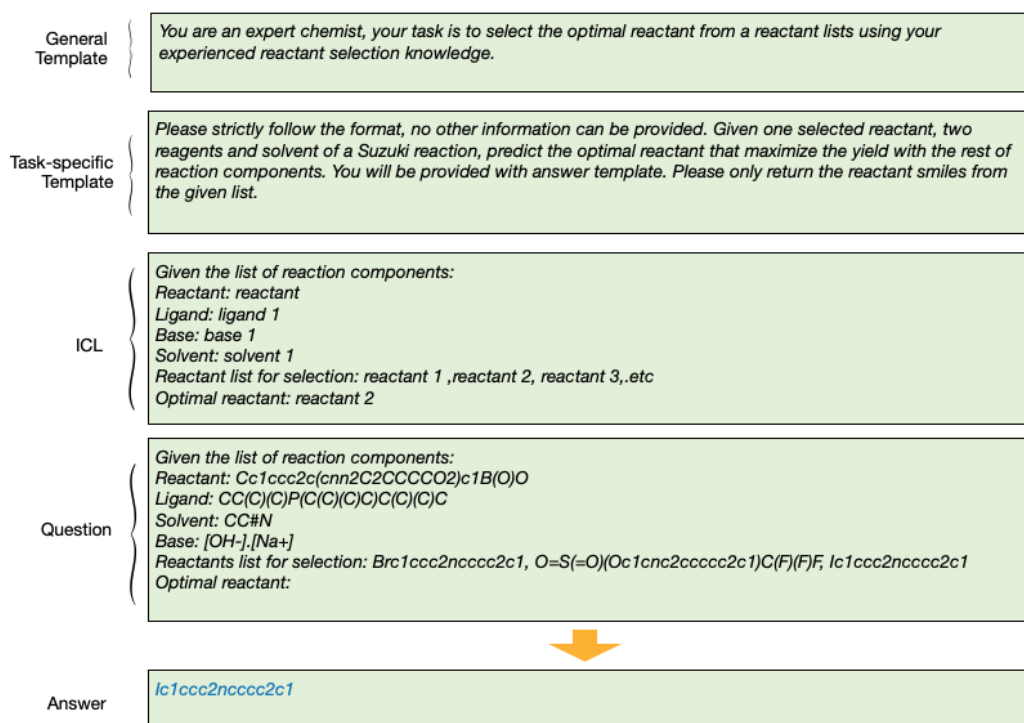 General
Template
You are an expert chemist, your task is to select the optimal reactant from a reactant lists using your
experienced reactant selection knowledge.
Task-specific
Template
Please strictly follow the format, no other information can be provided. Given one selected reactant, two
reagents and solvent of a Suzuki reaction, predict the optimal reactant that maximize the yield with the rest of
reaction components. You will be provided with answer template. Please only return the reactant smiles from
the given list.
ICL
Given the list of reaction components:
Reactant: reactant
Ligand: ligand 1
Base: base 1
Solvent: solvent 1
Reactant list for selection: reactant 1 ,reactant 2, reactant 3,.etc
Optimal reactant: reactant 2
Question
Given the list of reaction components:
Reactant: Cc1ccc2c(cnn2C2CCCCO2)c1B(O)O
Ligand: CC(C)(C)P(C(C)(C)C)C(C)(C)C
Solvent: CC#N
Base: [OH-].[Na+]
Reactants list for selection: Brc1ccc2ncccc2c1, O=S(=O)(Oc1cnc2ccccc2c1)C(F)(F)F, Ic1ccc2ncccc2c1
Optimal reactant:
Answer
Ic1ccc2ncccc2c1